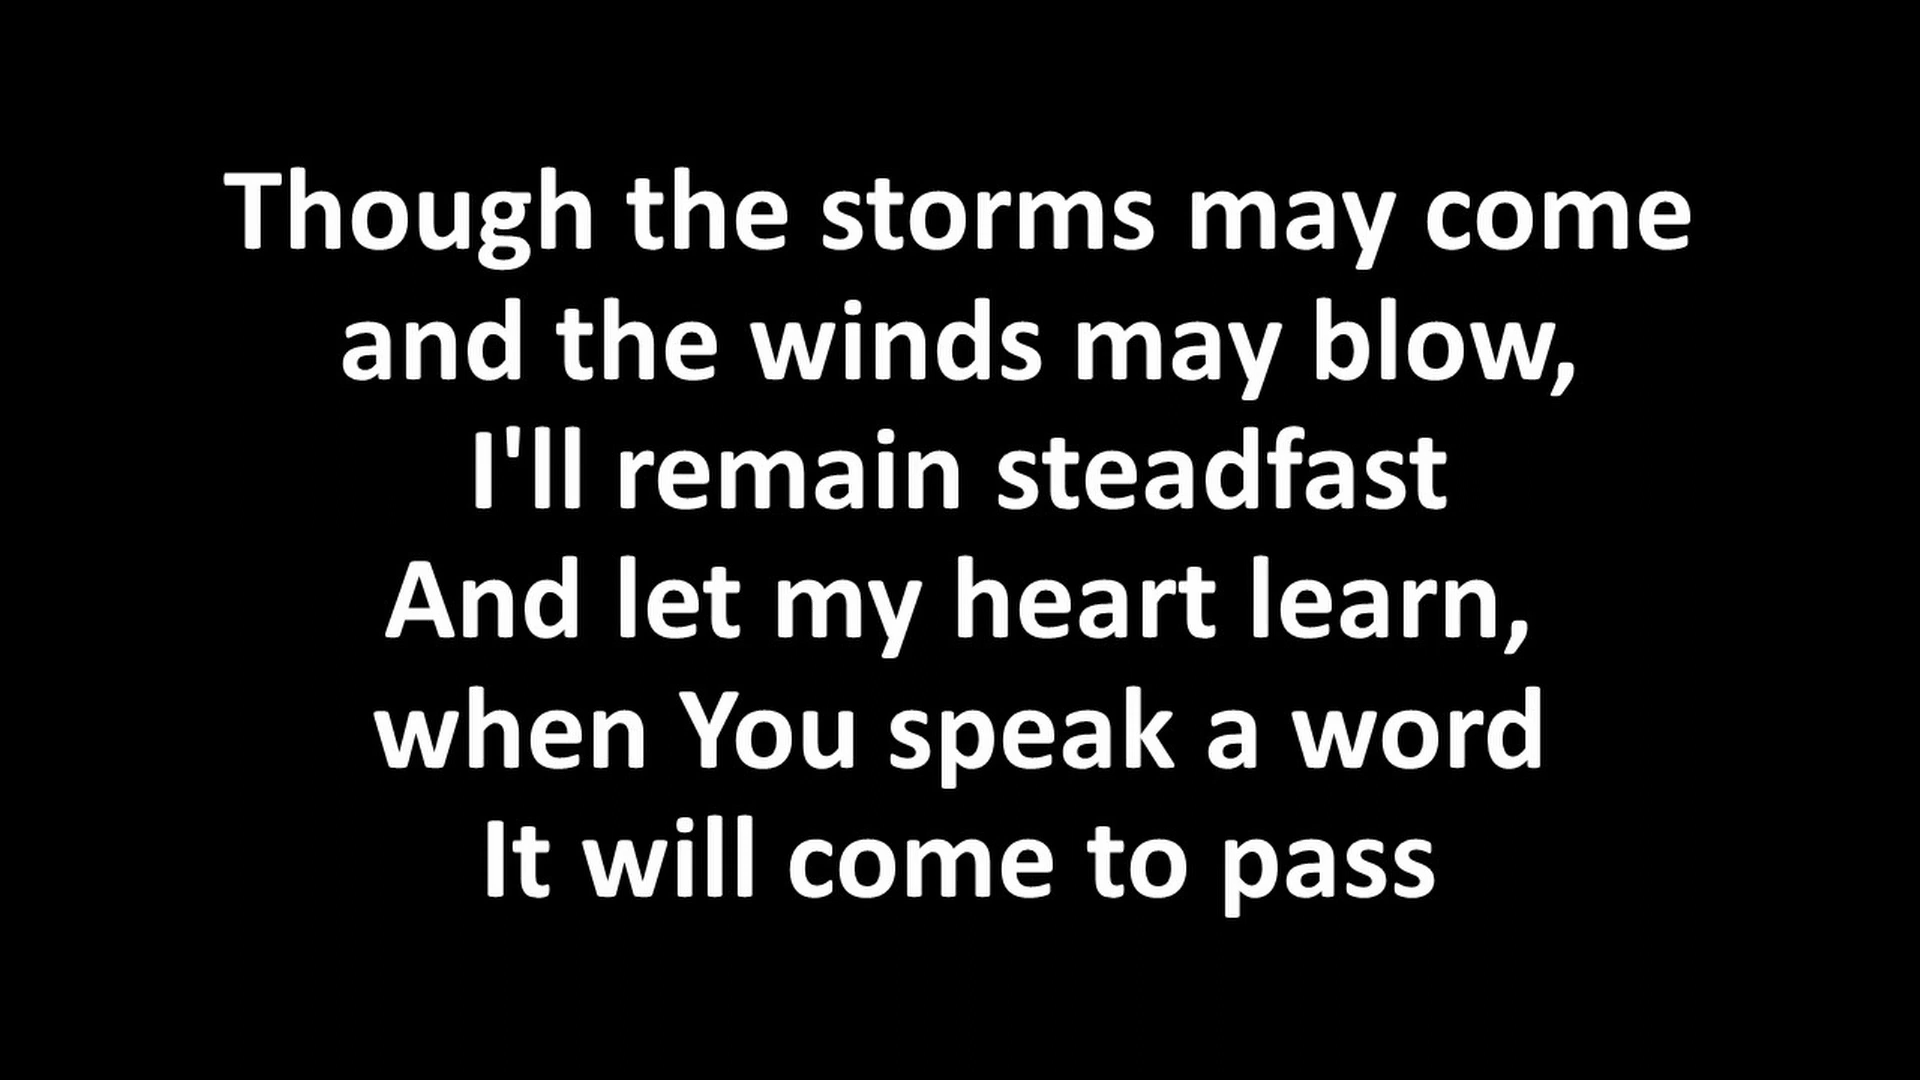 Though the storms may come
and the winds may blow,
I'll remain steadfast
And let my heart learn,
when You speak a word
It will come to pass